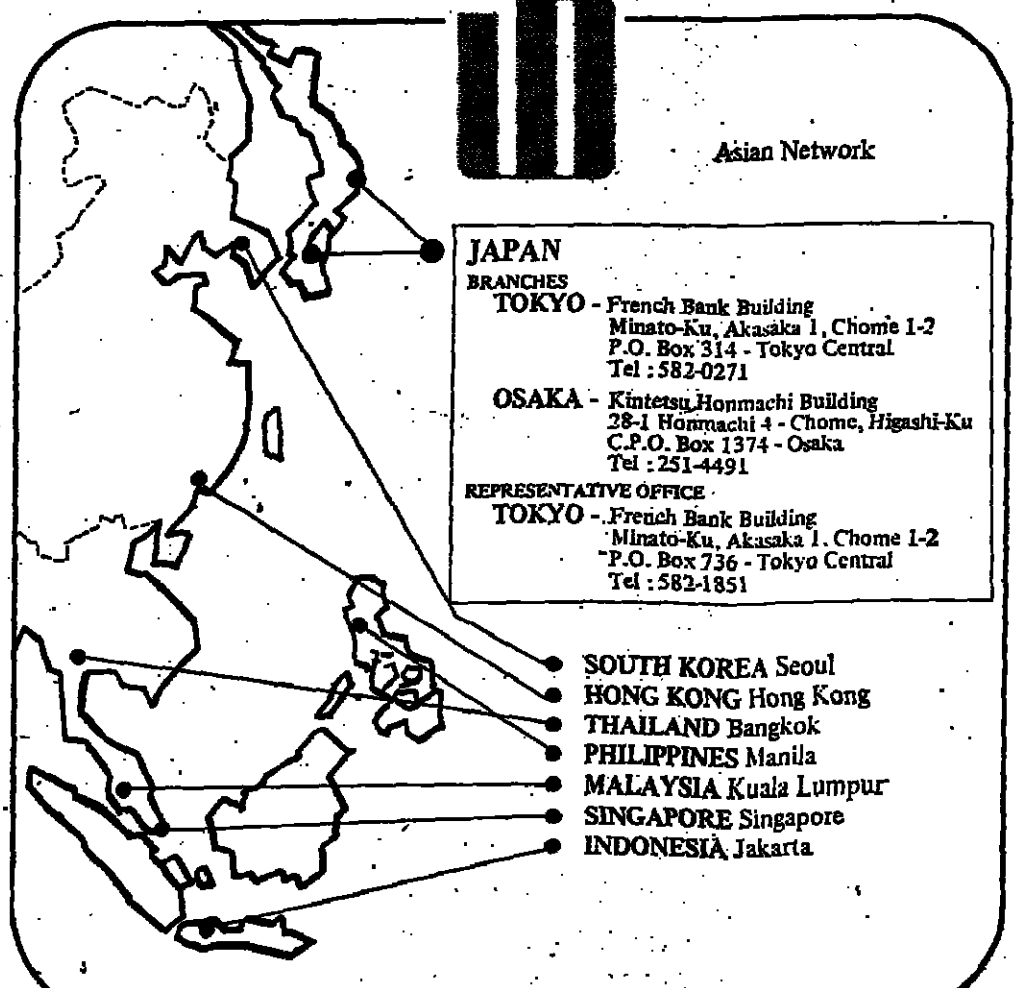 Asian Network
JAPAN
BRANCHES
TOKYO - French Bank Building
Minato-Ku, Akasaka 1, Chome 1-2
P.O. Box 314 - Tokyo Central
Tel : 582-0271
OSAKA - Kintetsu Honmachi Building
28-1 Honmachi 4 - Chome, Higashi-Ku
C.P.O. Box 1374 - Osaka
Tel : 251-4491
REPRESENTATIVE OFFICE
TOKYO - French Bank Building
Minato-Ku, Akasaka 1. Chome 1-2
P.O. Box 736 - Tokyo Central
Tel : 582-1851
SOUTH KOREA Seoul
HONG KONG Hong Kong
THAILAND Bangkok
PHILIPPINES Manila
MALAYSIA Kuala Lumpur
SINGAPORE Singapore
INDONESIA Jakarta